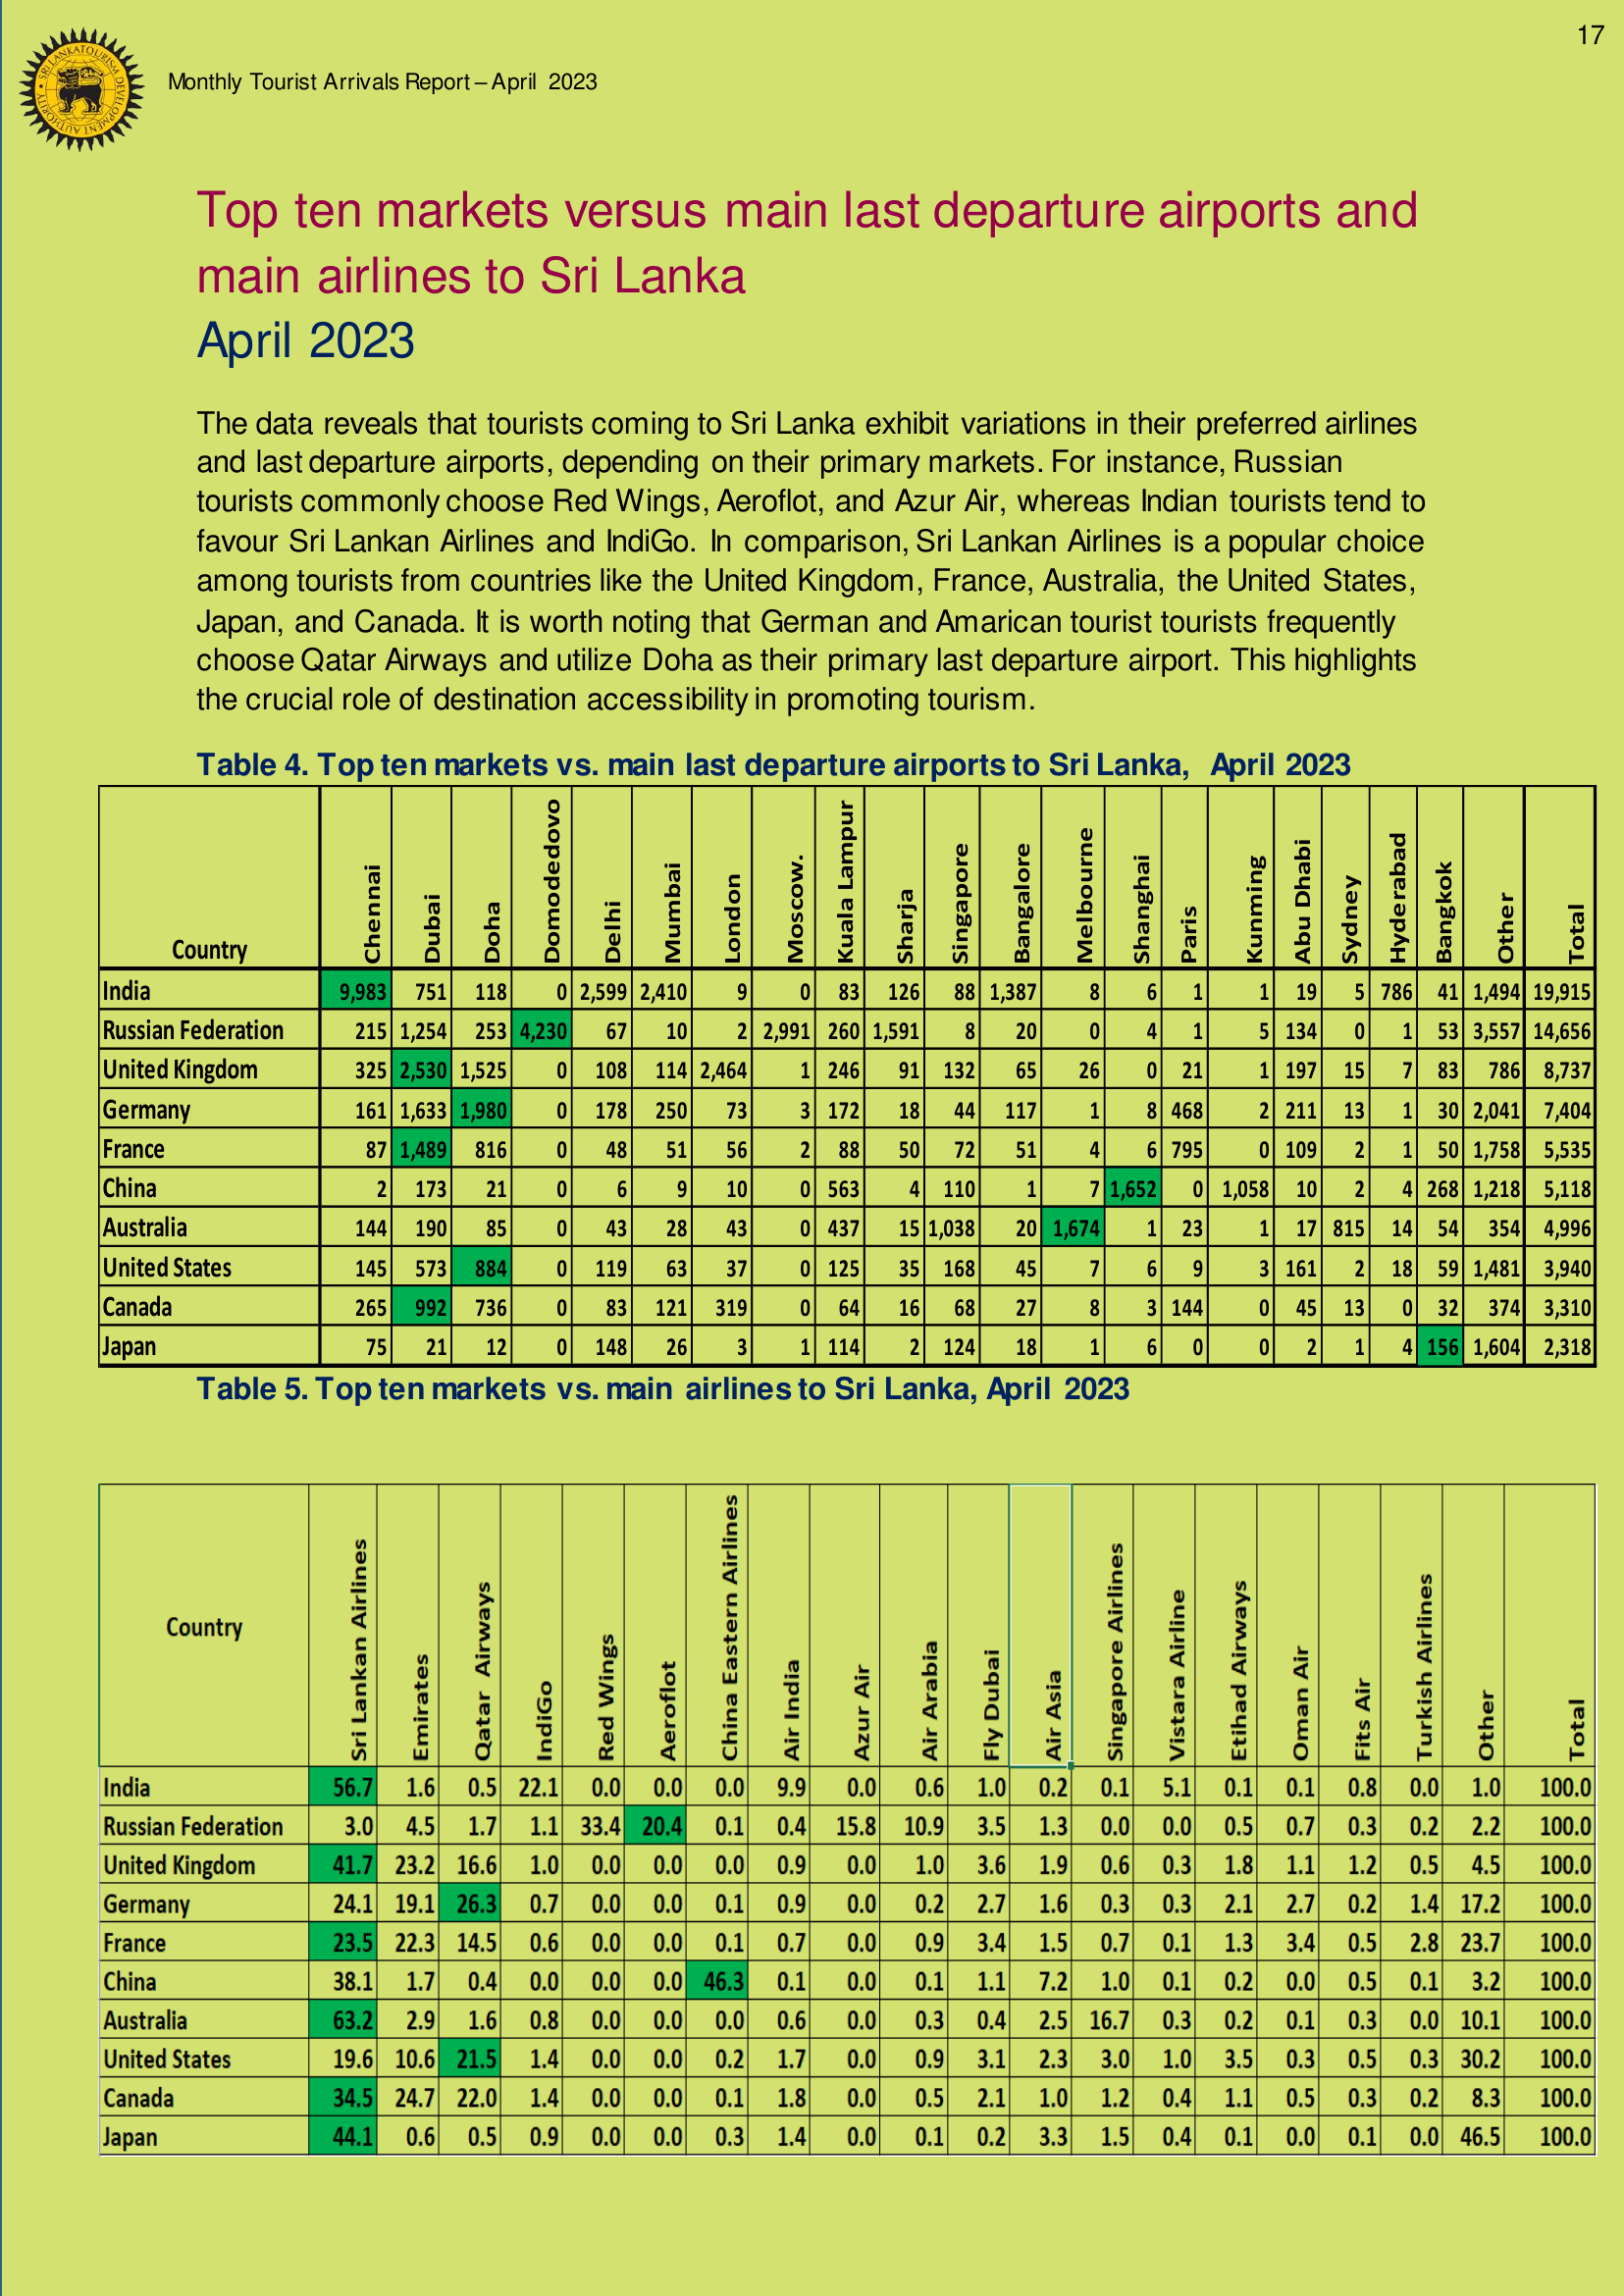 17
SRI LANKA TOURISM DEVELOPMENT AUTHORITY
Monthly Tourist Arrivals Report – April 2023
Top ten markets versus main last departure airports and
main airlines to Sri Lanka
April 2023
The data reveals that tourists coming to Sri Lanka exhibit variations in their preferred airlines
and last departure airports, depending on their primary markets. For instance, Russian
tourists commonly choose Red Wings, Aeroflot, and Azur Air, whereas Indian tourists tend to
favour Sri Lankan Airlines and IndiGo. In comparison, Sri Lankan Airlines is a popular choice
among tourists from countries like the United Kingdom, France, Australia, the United States,
Japan, and Canada. It is worth noting that German and Amarican tourist tourists frequently
choose Qatar Airways and utilize Doha as their primary last departure airport. This highlights
the crucial role of destination accessibility in promoting tourism.
Table 4. Top ten markets vs. main last departure airports to Sri Lanka, April 2023
Country Chennai Dubai Doha Domodedovo Delhi Mumbai London Moscow. Kuala Lampur Sharja Singapore Bangalore Melbourne Shanghai Paris Kunming Abu Dhabi Sydney Hyderabad Bangkok Other Total
India 9,983 751 118 0 2,599 2,410 9 0 83 126 88 1,387 8 6 1 1 19 5 786 41 1,494 19,915
Russian Federation 215 1,254 253 4,230 67 10 2 2,991 260 1,591 8 20 0 4 1 5 134 0 1 53 3,557 14,656
United Kingdom 325 2,530 1,525 0 108 114 2,464 1 246 91 132 65 26 0 21 1 197 15 7 83 786 8,737
Germany 161 1,633 1,980 0 178 250 73 3 172 18 44 117 1 8 468 2 211 13 1 30 2,041 7,404
France 87 1,489 816 0 48 51 56 2 88 50 72 51 4 6 795 0 109 2 1 50 1,758 5,535
China 2 173 21 0 6 9 10 0 563 4 110 1 7 1,652 0 1,058 10 2 4 268 1,218 5,118
Australia 144 190 85 0 43 28 43 0 437 15 1,038 20 1,674 1 23 1 17 815 14 54 354 4,996
United States 145 573 884 0 119 63 37 0 125 35 168 45 7 6 9 3 161 2 18 59 1,481 3,940
Canada 265 992 736 0 83 121 319 0 64 16 68 27 8 3 144 0 45 13 0 32 374 3,310
Japan 75 21 12 0 148 26 3 1 114 2 124 18 1 6 0 0 2 1 4 156 1,604 2,318
Table 5. Top ten markets vs. main airlines to Sri Lanka, April 2023
Country Sri Lankan Airlines Emirates Qatar Airways IndiGo Red Wings Aeroflot China Eastern Airlines Air India Azur Air Air Arabia Fly Dubai Air Asia Singapore Airlines Vistara Airline Etihad Airways Oman Air Fits Air Turkish Airlines Other Total
India 56.7 1.6 0.5 22.1 0.0 0.0 0.0 9.9 0.0 0.6 1.0 0.2 0.1 5.1 0.1 0.1 0.8 0.0 1.0 100.0
Russian Federation 3.0 4.5 1.7 1.1 33.4 20.4 0.1 0.4 15.8 10.9 3.5 1.3 0.0 0.0 0.5 0.7 0.3 0.2 2.2 100.0
United Kingdom 41.7 23.2 16.6 1.0 0.0 0.0 0.0 0.9 0.0 1.0 3.6 1.9 0.6 0.3 1.8 1.1 1.2 0.5 4.5 100.0
Germany 24.1 19.1 26.3 0.7 0.0 0.0 0.1 0.9 0.0 0.2 2.7 1.6 0.3 0.3 2.1 2.7 0.2 1.4 17.2 100.0
France 23.5 22.3 14.5 0.6 0.0 0.0 0.1 0.7 0.0 0.9 3.4 1.5 0.7 0.1 1.3 3.4 0.5 2.8 23.7 100.0
China 38.1 1.7 0.4 0.0 0.0 0.0 46.3 0.1 0.0 0.1 1.1 7.2 1.0 0.1 0.2 0.0 0.5 0.1 3.2 100.0
Australia 63.2 2.9 1.6 0.8 0.0 0.0 0.0 0.6 0.0 0.3 0.4 2.5 16.7 0.3 0.2 0.1 0.3 0.0 10.1 100.0
United States 19.6 10.6 21.5 1.4 0.0 0.0 0.2 1.7 0.0 0.9 3.1 2.3 3.0 1.0 3.5 0.3 0.5 0.3 30.2 100.0
Canada 34.5 24.7 22.0 1.4 0.0 0.0 0.1 1.8 0.0 0.5 2.1 1.0 1.2 0.4 1.1 0.5 0.3 0.2 8.3 100.0
Japan 44.1 0.6 0.5 0.9 0.0 0.0 0.3 1.4 0.0 0.1 0.2 3.3 1.5 0.4 0.1 0.0 0.1 0.0 46.5 100.0